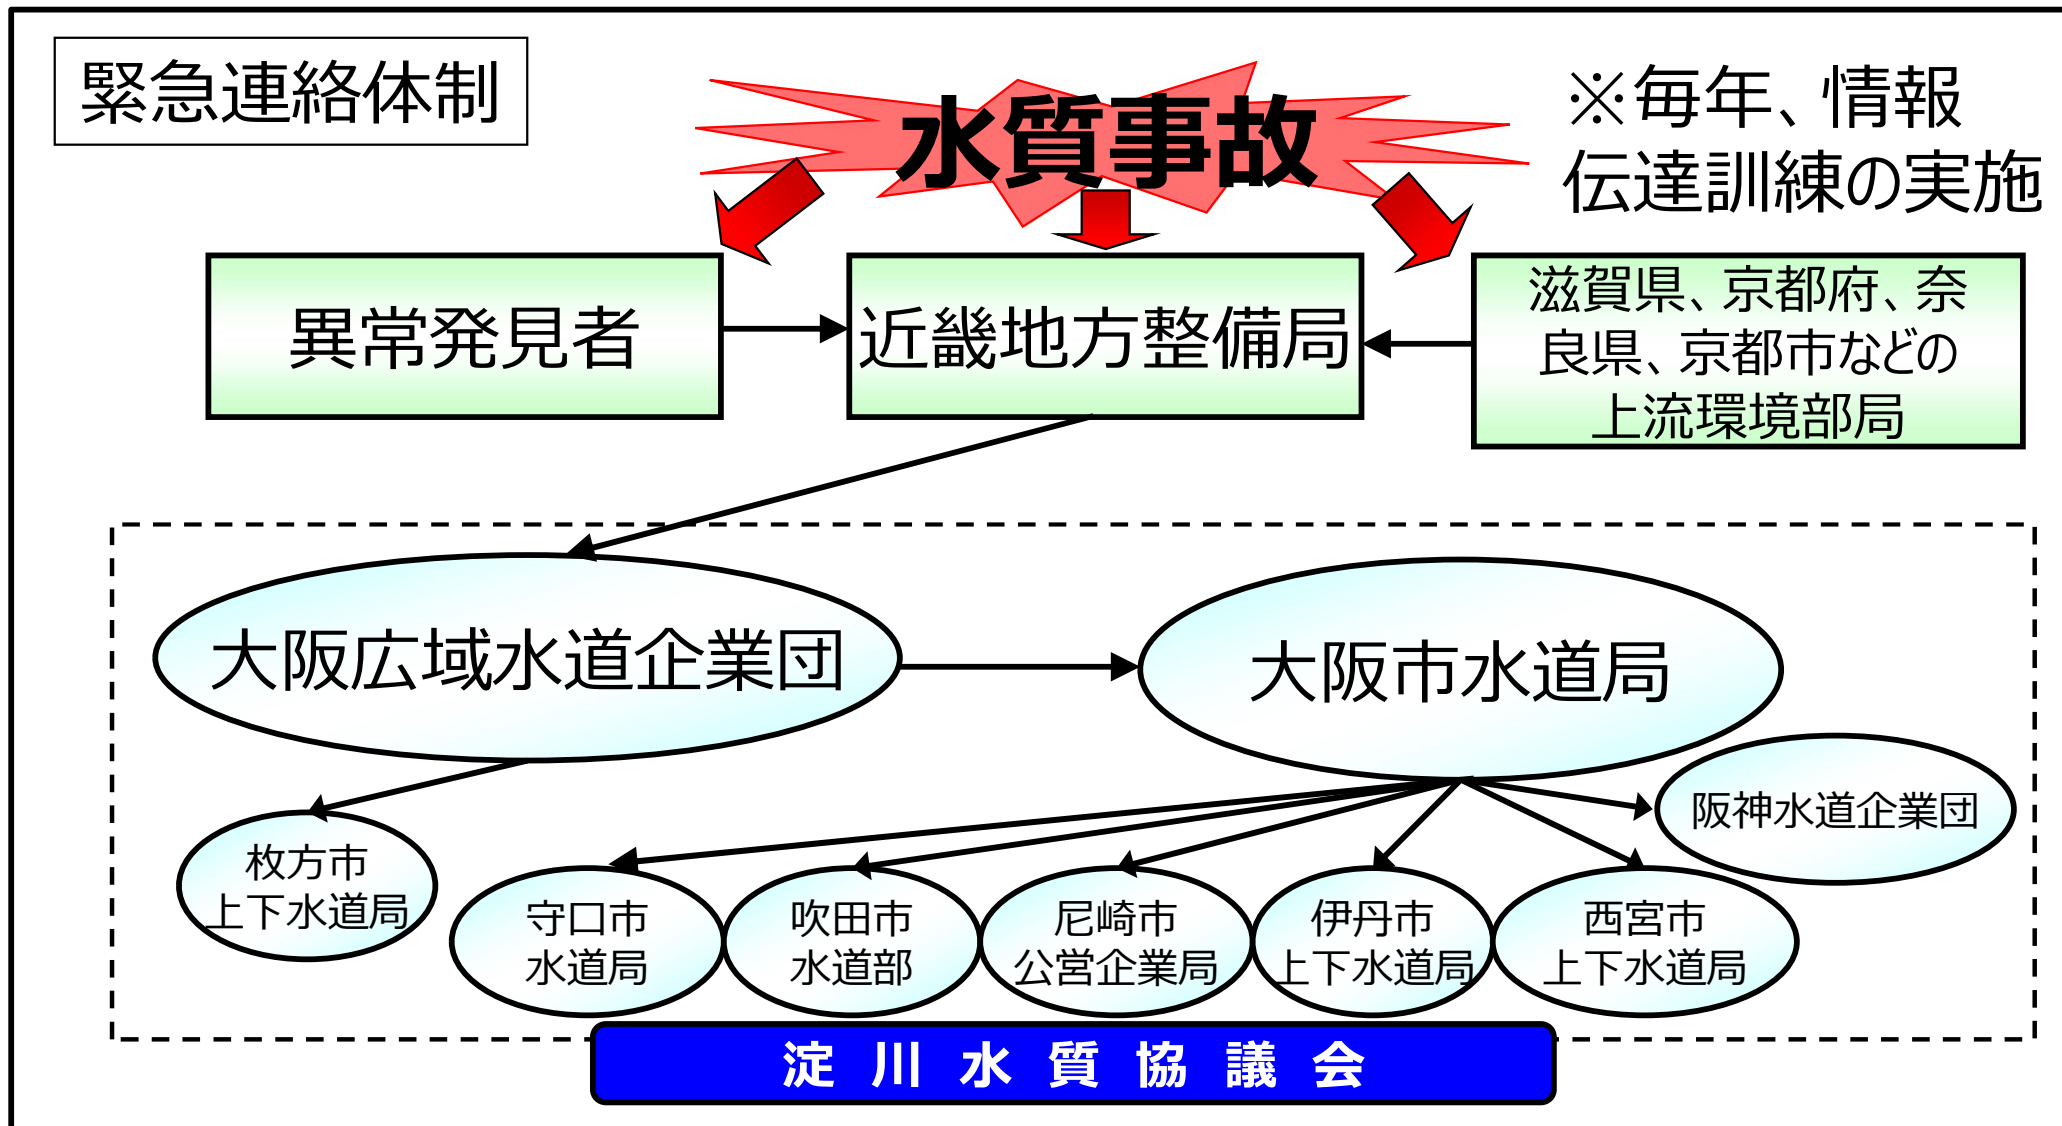 緊急連絡体制
水質事故
※毎年、情報
伝達訓練の実施
異常発見者
近畿地方整備局
滋賀県、京都府、奈
良県、京都市などの
上流環境部局
大阪広域水道企業団
大阪市水道局
阪神水道企業団
枚方市
上下水道局
守口市
水道局
吹田市
水道部
尼崎市
公営企業局
伊丹市
上下水道局
西宮市
上下水道局
淀川水質協議会